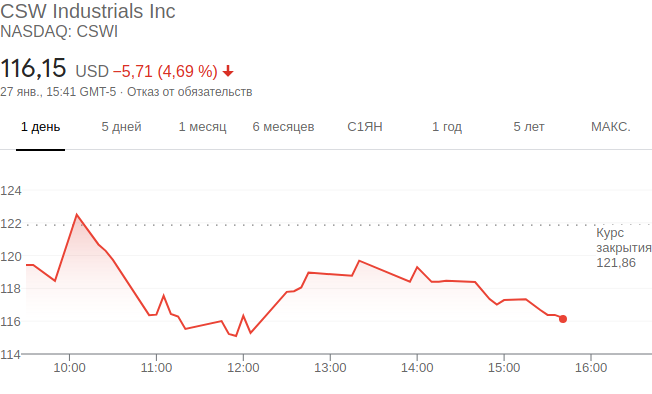 CSW Industrials Inc
NASDAQ: CSWI
116,15 USD −5,71 (4,69 %)
27 янв., 15:41 GMT-5 · Отказ от обязательств
1 день 5 дней 1 месяц 6 месяцев С1ЯН 1 год 5 лет МАКС.
124
122
Курс
закрытия
121,86
120
118
116
114
10:00 11:00 12:00 13:00 14:00 15:00 16:00